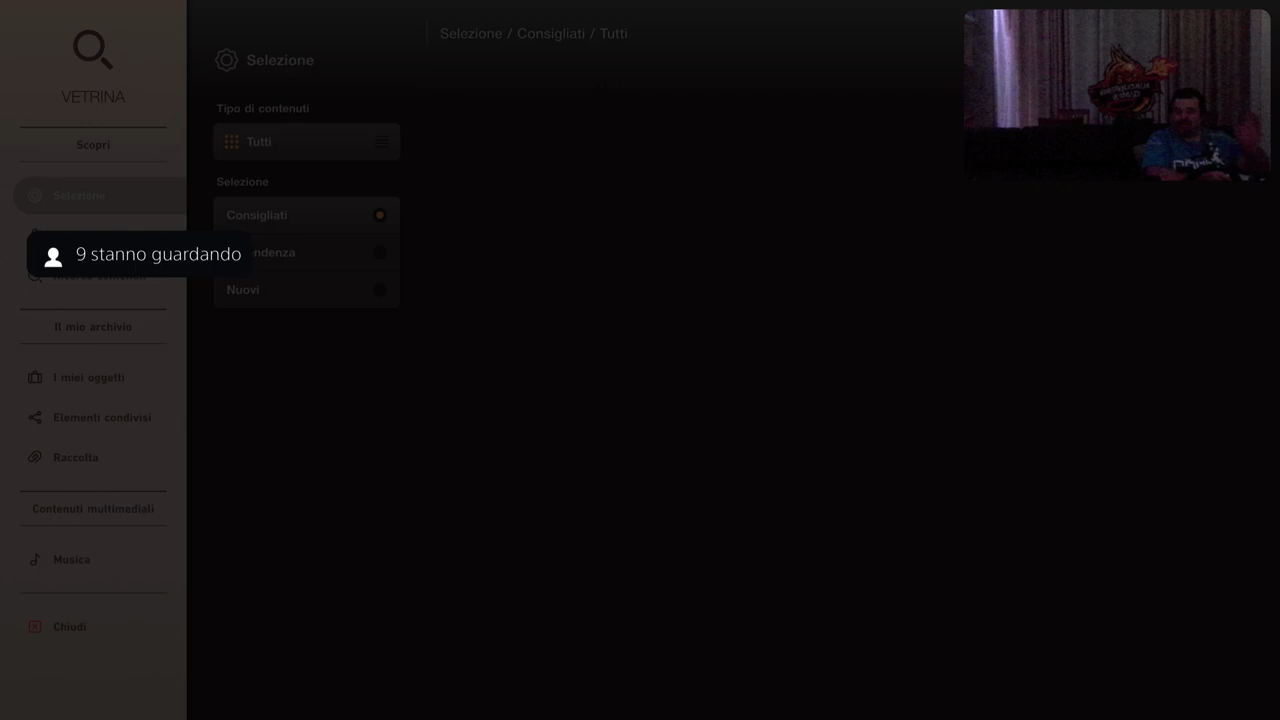 VETRINA
Scopri
Selezione
9 stanno guardando
Il mio archivio
I miei oggetti
Elementi condivisi
Raccolta
Contenuti multimediali
Musica
Chiudi
Selezione / Consigliati / Tutti
Selezione
Tipo di contenuti
Tutti
Selezione
Consigliati
Nuovi